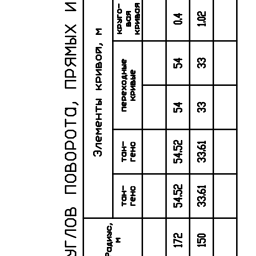 УГЛОВ ПОВОРОТА, ПРЯМЫХ И
Элементы кривой, м
Радиус,
м
тан-
генс
тан-
генс
переходные
кривые
круго-
вая
кривая
172 54.52 54.52 54 54 0.4
150 33.61 33.61 33 33 1.02